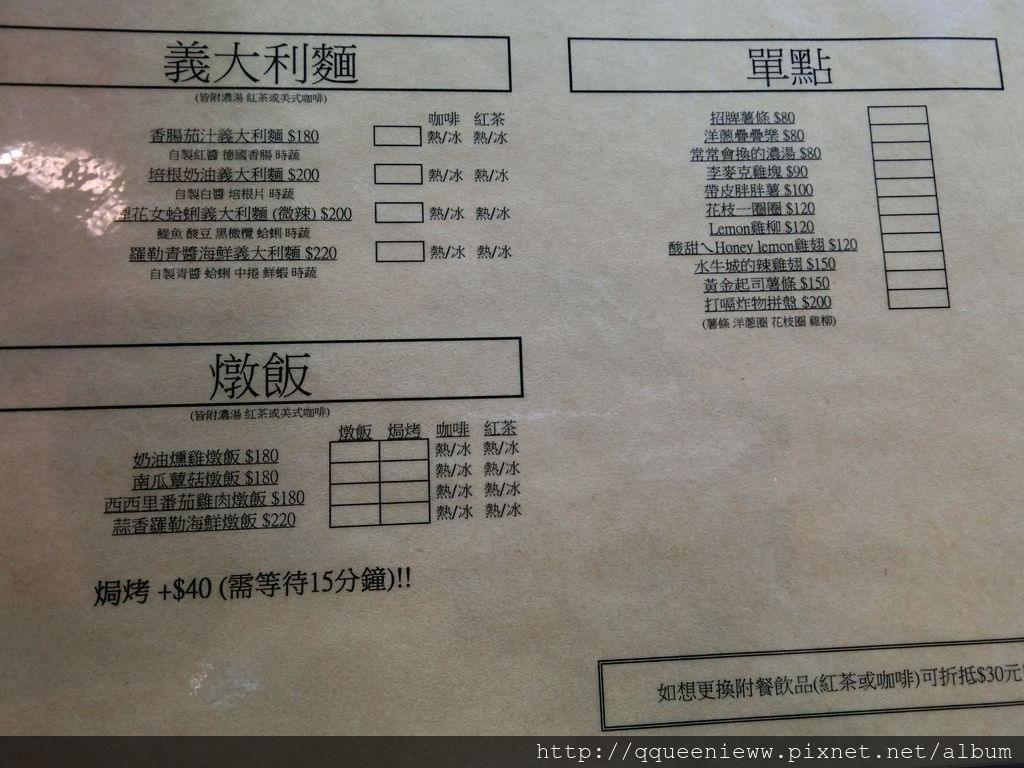 義大利麵
(皆附濃湯 紅茶或美式咖啡)
咖啡 紅茶
香腸茄汁義大利麵 $180 熱/冰 熱/冰
自製紅醬 德國香腸 時蔬
培根奶油義大利麵 $200 熱/冰 熱/冰
自製白醬 培根片 時蔬
煙花女蛤蜊義大利麵 (微辣) $200 熱/冰 熱/冰
鯷魚 酸豆 黑橄欖 蛤蜊 時蔬
羅勒青醬海鮮義大利麵 $220 熱/冰 熱/冰
自製青醬 蛤蜊 中捲 鮮蝦 時蔬
燉飯
(皆附濃湯 紅茶或美式咖啡)
燉飯 焗烤 咖啡 紅茶
奶油燻雞燉飯 $180 熱/冰 熱/冰
南瓜蕈菇燉飯 $180 熱/冰 熱/冰
西西里番茄雞肉燉飯 $180 熱/冰 熱/冰
蒜香羅勒海鮮燉飯 $220 熱/冰 熱/冰
焗烤 +$40 (需等待15分鐘)!!
單點
招牌薯條 $80
洋蔥疊疊樂 $80
常常會換的濃湯 $80
李麥克雞塊 $90
帶皮胖胖薯 $100
花枝一圈圈 $120
Lemon雞柳 $120
酸甜ㄟHoney lemon雞翅 $120
水牛城的辣雞翅 $150
黃金起司薯條 $150
打嗝炸物拼盤 $200
(薯條 洋蔥圈 花枝圈 雞柳)
如想更換附餐飲品(紅茶或咖啡)可折抵$30元
http://qqueenieww.pixnet.net/album